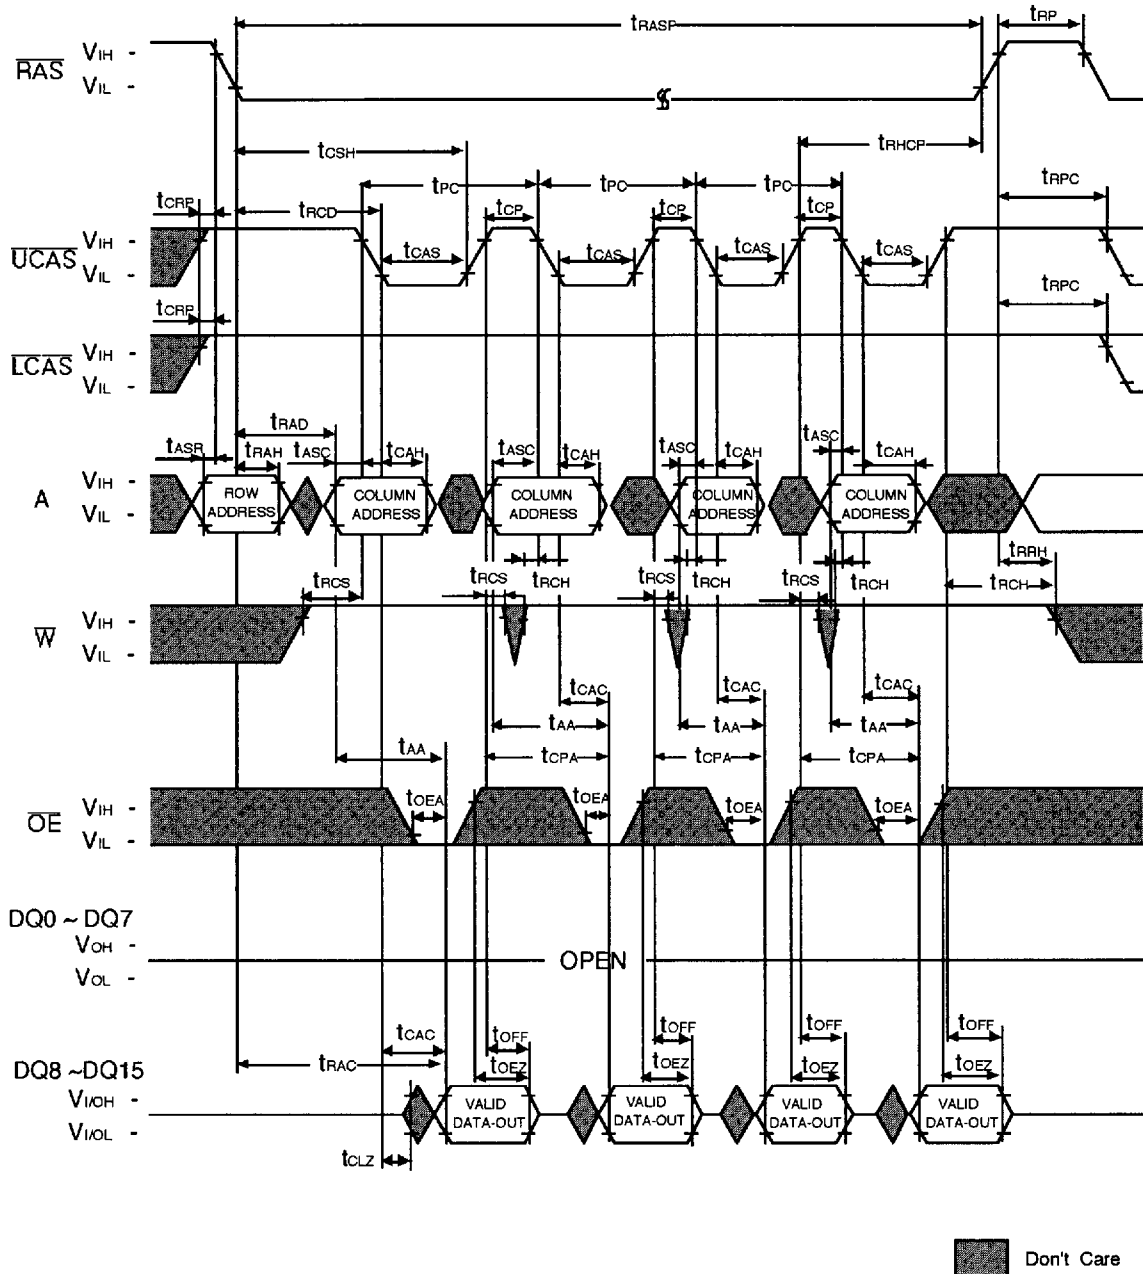 tRASP
tRP
RAS
VIH -
VIL -
tCSH
tRHCP
tPC
tPC
tPC
tCRP
tRCD
tCP
tCP
tCP
tRPC
UCAS
VIH -
VIL -
tCAS
tCAS
tCAS
tCAS
tCRP
tRPC
LCAS
VIH -
VIL -
tASR
tRAD
tRAH
tASC
tCAH
tASC
tCAH
tASC
tCAH
tASC
tCAH
A
VIH -
VIL -
ROW
ADDRESS
COLUMN
ADDRESS
COLUMN
ADDRESS
COLUMN
ADDRESS
COLUMN
ADDRESS
tRCS
tRCS
tRCH
tRCS
tRCH
tRCS
tRCH
tRRH
tRCH
W
VIH -
VIL -
tCAC
tCAC
tCAC
tAA
tAA
tAA
tAA
tCPA
tCPA
tCPA
OE
VIH -
VIL -
tOEA
tOEA
tOEA
tOEA
DQ0 ~ DQ7
VOH -
VOL -
OPEN
tCAC
tRAC
tOFF
tOFF
tOFF
tOFF
tOEZ
tOEZ
tOEZ
tOEZ
DQ8 ~DQ15
VI/OH -
VI/OL -
VALID
DATA-OUT
VALID
DATA-OUT
VALID
DATA-OUT
VALID
DATA-OUT
tCLZ
Don't Care